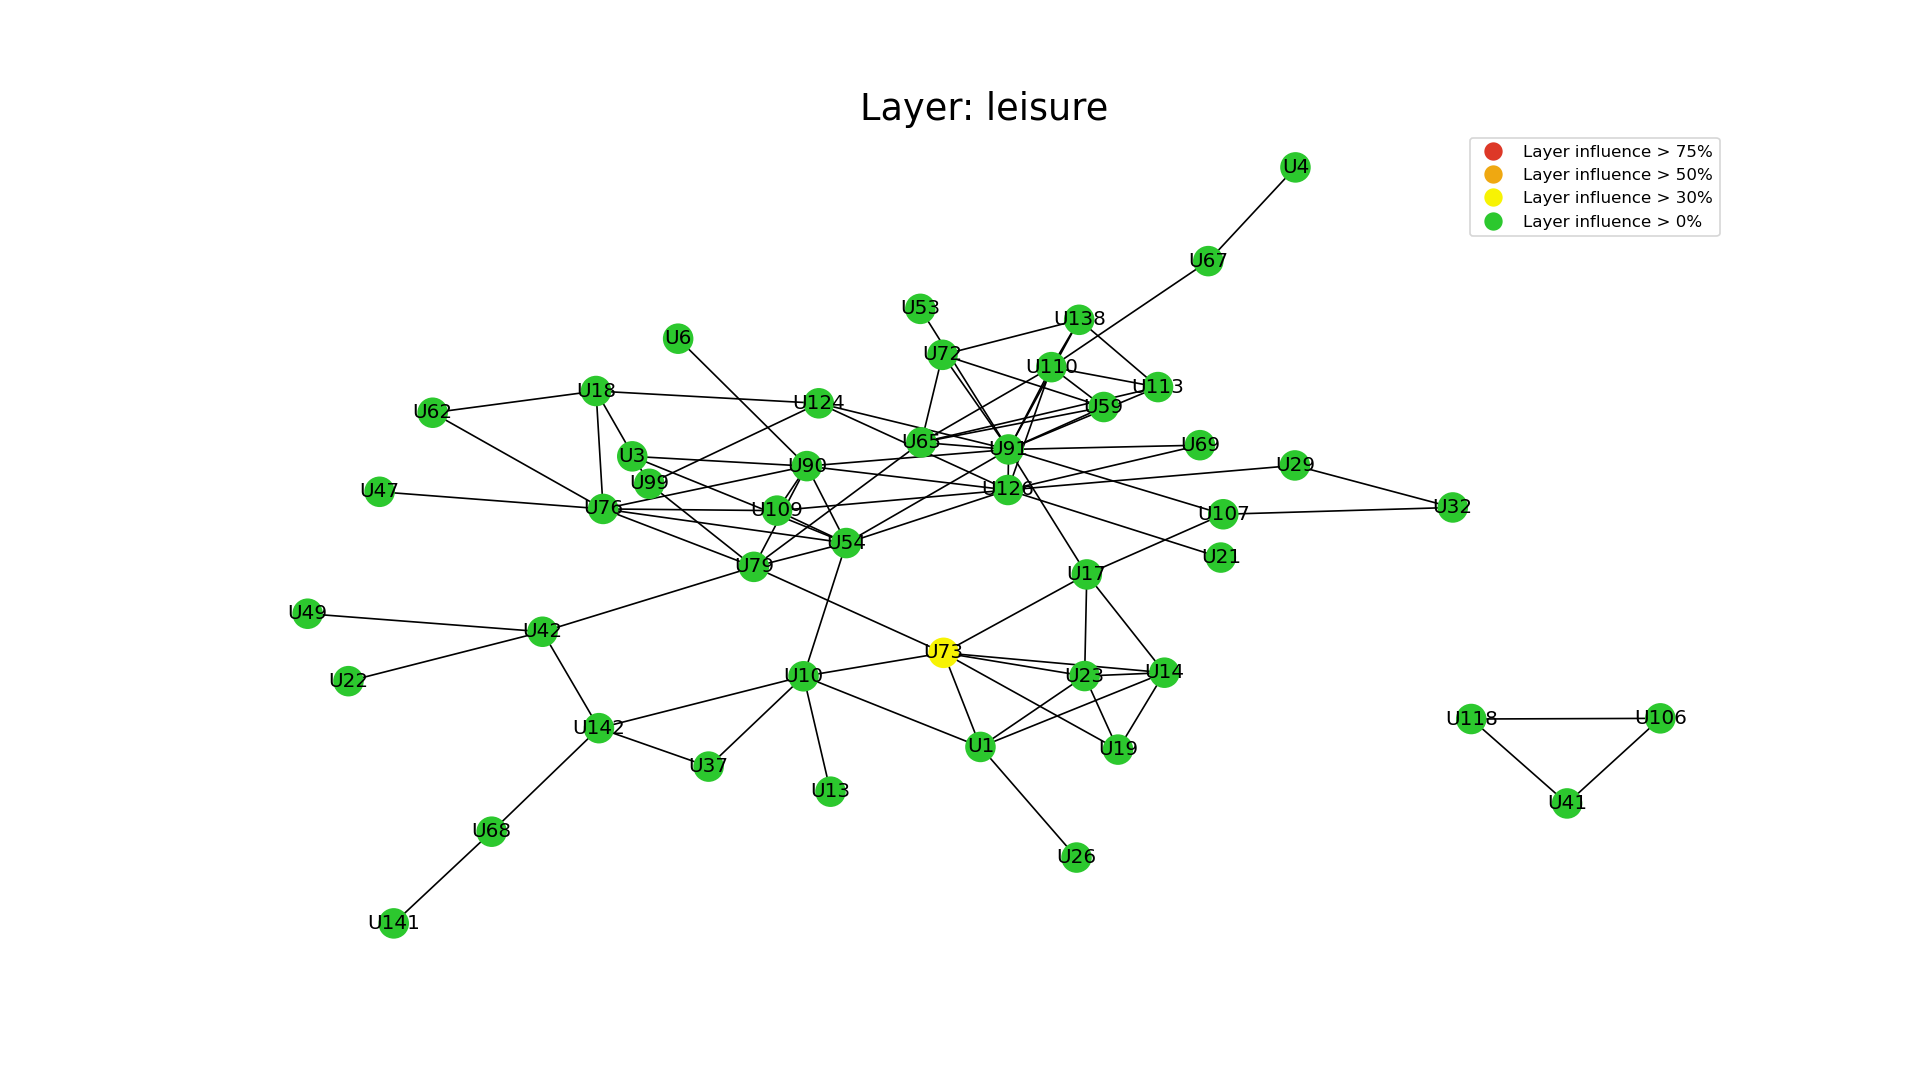 Layer: leisure
Layer influence > 75%
Layer influence > 50%
Layer influence > 30%
Layer influence > 0%
U4
U67
U53
U138
U6
U72
U110
U113
U18
U124
U59
U62
U65
U91
U69
U3
U90
U29
U99
U47
U126
U76
U109
U107
U32
U54
U21
U79
U17
U49
U42
U73
U22
U10
U23
U14
U118
U106
U142
U1
U19
U37
U13
U41
U68
U26
U141